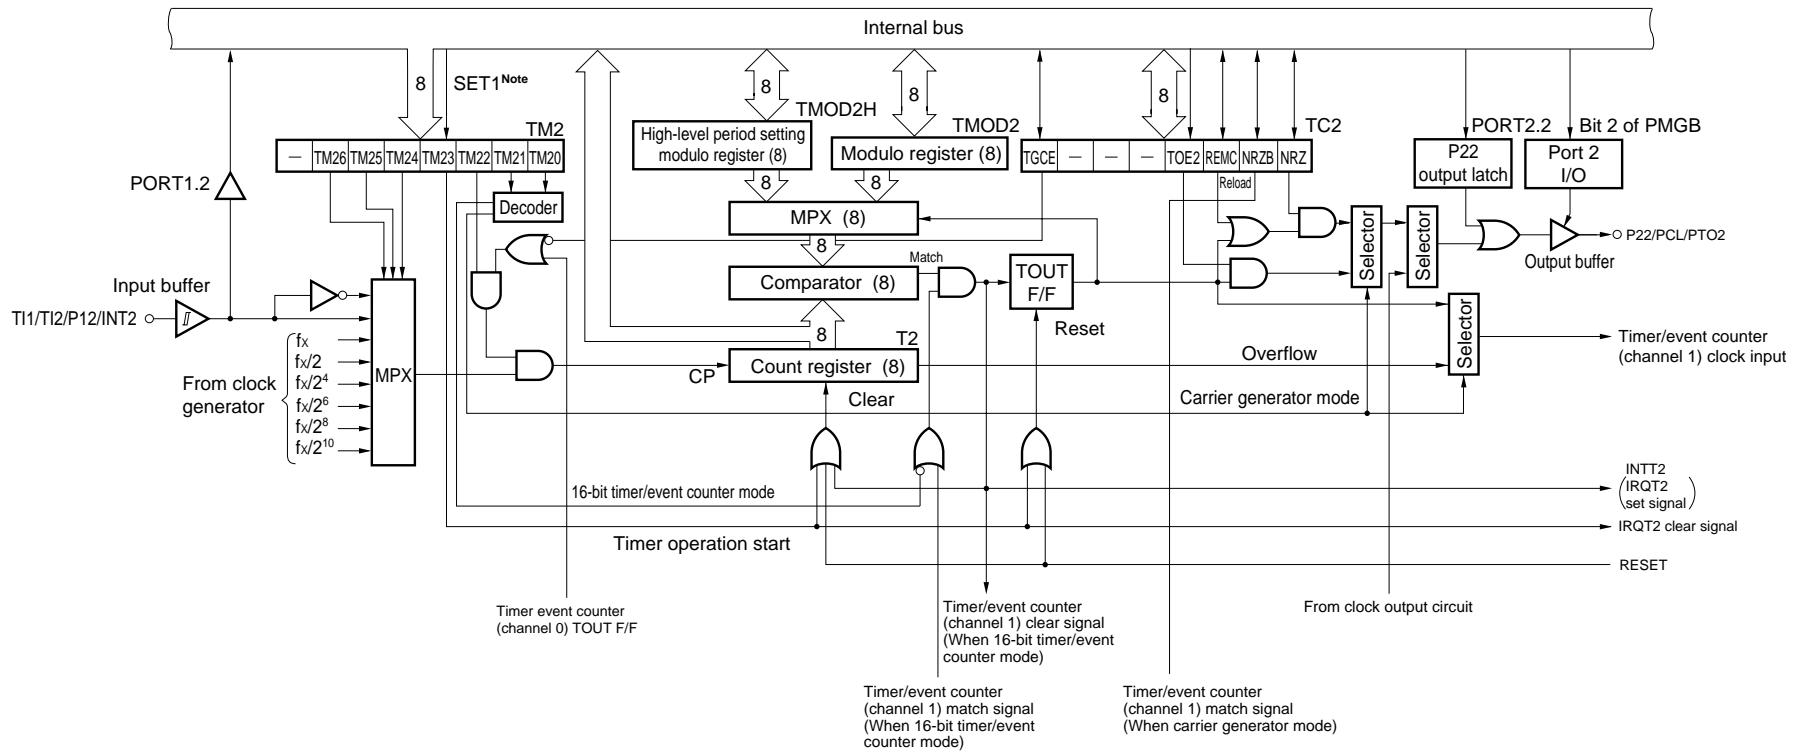 Internal bus
8
SET1Note
8
8
8
TM2
TMOD2H
TMOD2
TC2
PORT2.2
Bit 2 of PMGB
— TM26 TM25 TM24 TM23 TM22 TM21 TM20
High-level period setting
modulo register (8)
Modulo register (8)
TGCE — — — TOE2 REMC NRZB NRZ
P22
output latch
Port 2
I/O
PORT1.2
Decoder
8
8
Reload
MPX (8)
8
Selector
Selector
P22/PCL/PTO2
Output buffer
Match
Comparator (8)
TOUT
F/F
Input buffer
TI1/TI2/P12/INT2
8
T2
Reset
Selector
Timer/event counter
(channel 1) clock input
From clock
generator
fX
fX/2
fX/2⁴
fX/2⁶
fX/2⁸
fX/2¹⁰
MPX
CP
Count register (8)
Overflow
Clear
Carrier generator mode
16-bit timer/event counter mode
INTT2
(IRQT2
set signal)
Timer operation start
IRQT2 clear signal
RESET
Timer event counter
(channel 0) TOUT F/F
Timer/event counter
(channel 1) clear signal
(When 16-bit timer/event
counter mode)
From clock output circuit
Timer/event counter
(channel 1) match signal
(When 16-bit timer/event
counter mode)
Timer/event counter
(channel 1) match signal
(When carrier generator mode)